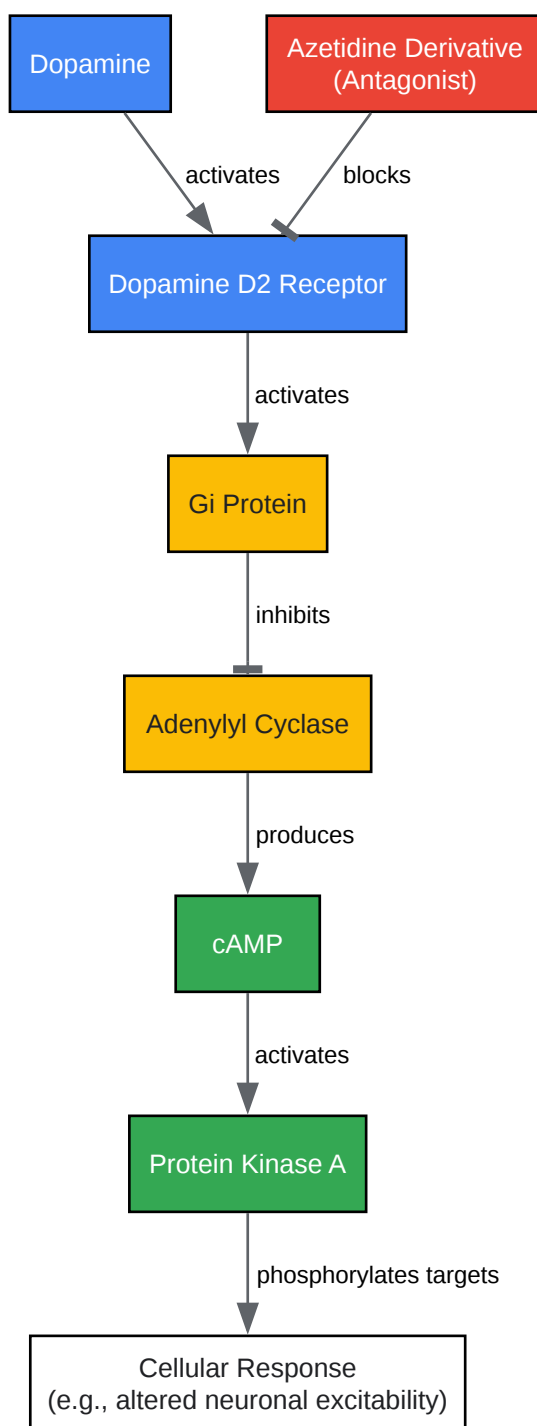 Dopamine
Azetidine Derivative
(Antagonist)
activates
blocks
Dopamine D2 Receptor
activates
Gi Protein
inhibits
Adenylyl Cyclase
produces
cAMP
activates
Protein Kinase A
phosphorylates targets
Cellular Response
(e.g., altered neuronal excitability)